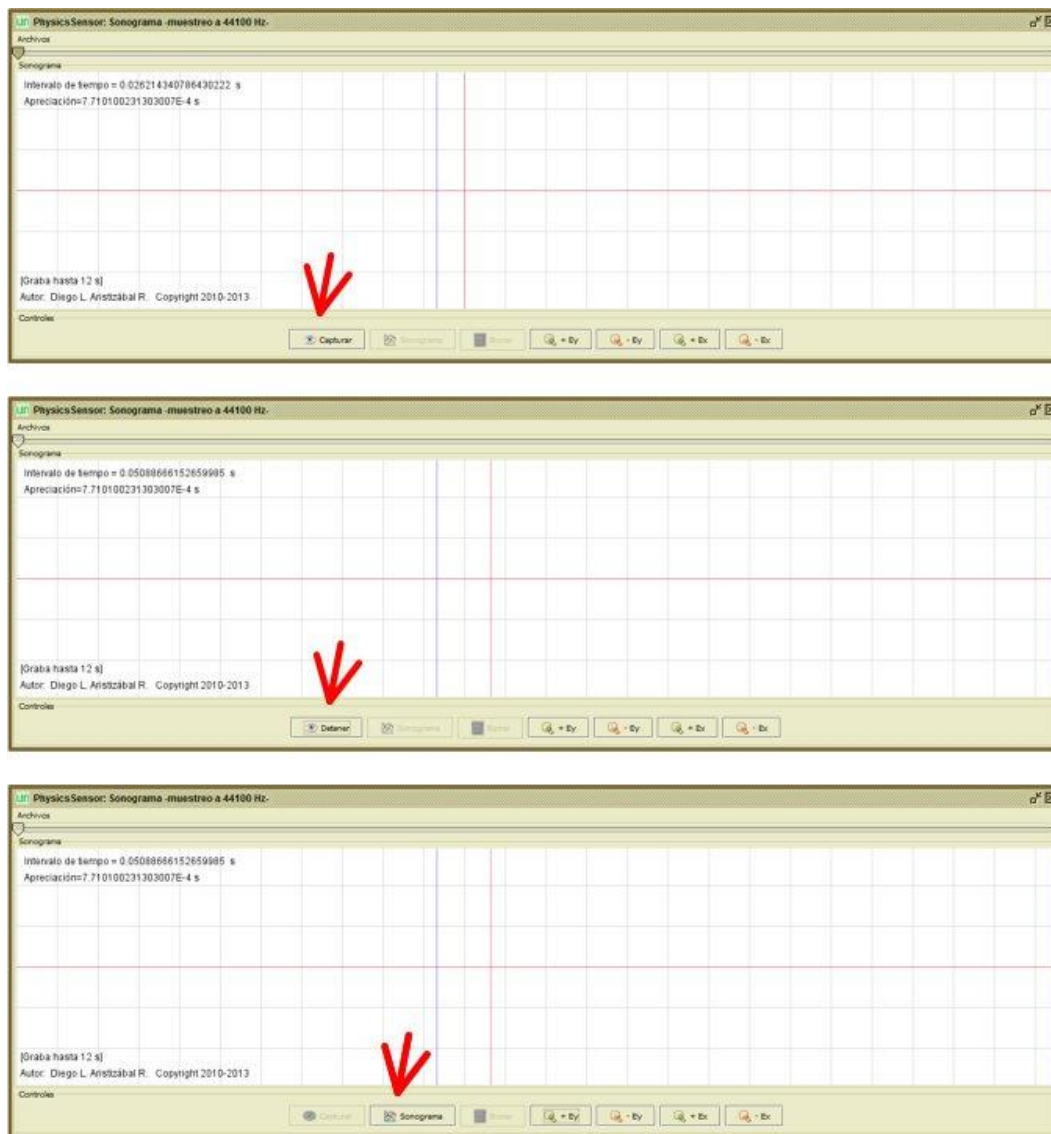 un PhysicsSensor: Sonograma -muestreo a 44100 Hz-
Archivos
Sonograma
Intervalo de tiempo = 0.026214340786430222 s
Apreciación=7.710100231303007E-4 s
[Graba hasta 12 s]
Autor: Diego L. Aristizábal R. Copyright 2010-2013
Controles
Capturar Sonograma Borrar + Ey - Ey + Ex - Ex
un PhysicsSensor: Sonograma -muestreo a 44100 Hz-
Archivos
Sonograma
Intervalo de tiempo = 0.05088666152659985 s
Apreciación=7.710100231303007E-4 s
[Graba hasta 12 s]
Autor: Diego L. Aristizábal R. Copyright 2010-2013
Controles
Detener Sonograma Borrar + Ey - Ey + Ex - Ex
un PhysicsSensor: Sonograma -muestreo a 44100 Hz-
Archivos
Sonograma
Intervalo de tiempo = 0.05088666152659985 s
Apreciación=7.710100231303007E-4 s
[Graba hasta 12 s]
Autor: Diego L. Aristizábal R. Copyright 2010-2013
Controles
Capturar Sonograma Borrar + Ey - Ey + Ex - Ex